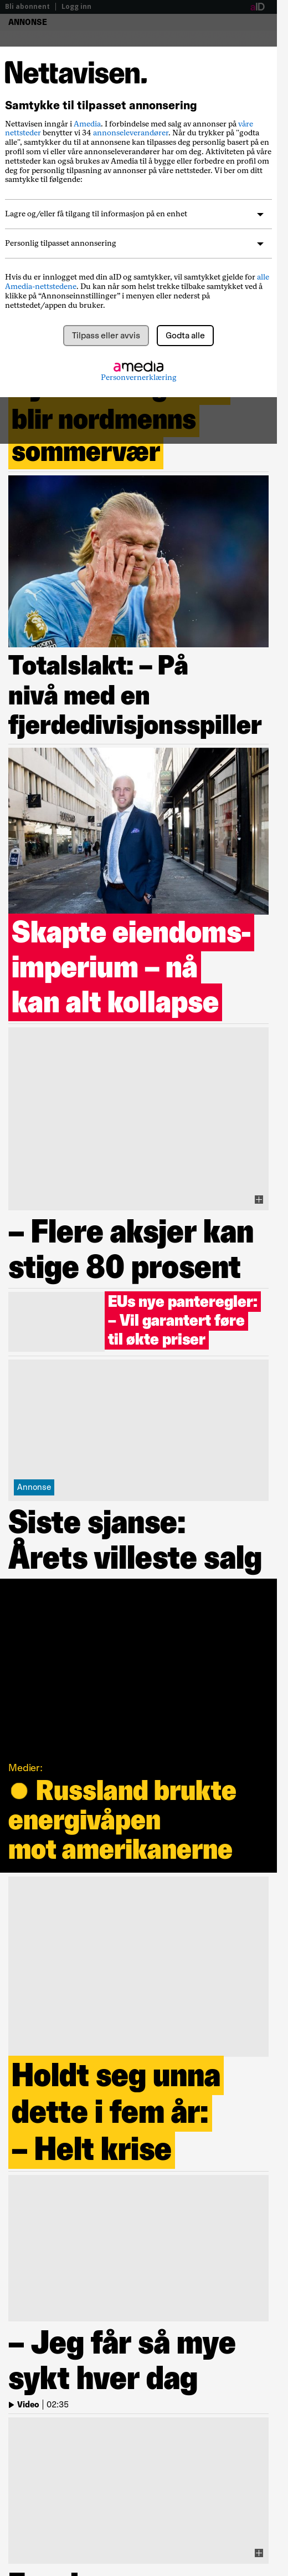 Bli abonnent | Logg inn
aID
ANNONSE
Nettavisen.
Samtykke til tilpasset annonsering
Nettavisen inngår i Amedia. I forbindelse med salg av annonser på våre
nettsteder benytter vi 34 annonseleverandører. Når du trykker på "godta
alle", samtykker du til at annonsene kan tilpasses deg personlig basert på en
profil som vi eller våre annonseleverandører har om deg. Aktiviteten på våre
nettsteder kan også brukes av Amedia til å bygge eller forbedre en profil om
deg for personlig tilpasning av annonser på våre nettsteder. Vi ber om ditt
samtykke til følgende:
Lagre og/eller få tilgang til informasjon på en enhet
Personlig tilpasset annonsering
Hvis du er innlogget med din aID og samtykker, vil samtykket gjelde for alle
Amedia-nettstedene. Du kan når som helst trekke tilbake samtykket ved å
klikke på “Annonseinnstillinger” i menyen eller nederst på
nettstedet/appen du bruker.
Tilpass eller avvis
Godta alle
amedia
Personvernerklæring
blir nordmenns
sommervær
Totalslakt: – På
nivå med en
fjerdedivisjonsspiller
Skapte eiendoms-
imperium – nå
kan alt kollapse
– Flere aksjer kan
stige 80 prosent
EUs nye panteregler:
– Vil garantert føre
til økte priser
Annonse
Siste sjanse:
Årets villeste salg
Medier:
● Russland brukte
energivåpen
mot amerikanerne
Holdt seg unna
dette i fem år:
– Helt krise
– Jeg får så mye
sykt hver dag
Video | 02:35